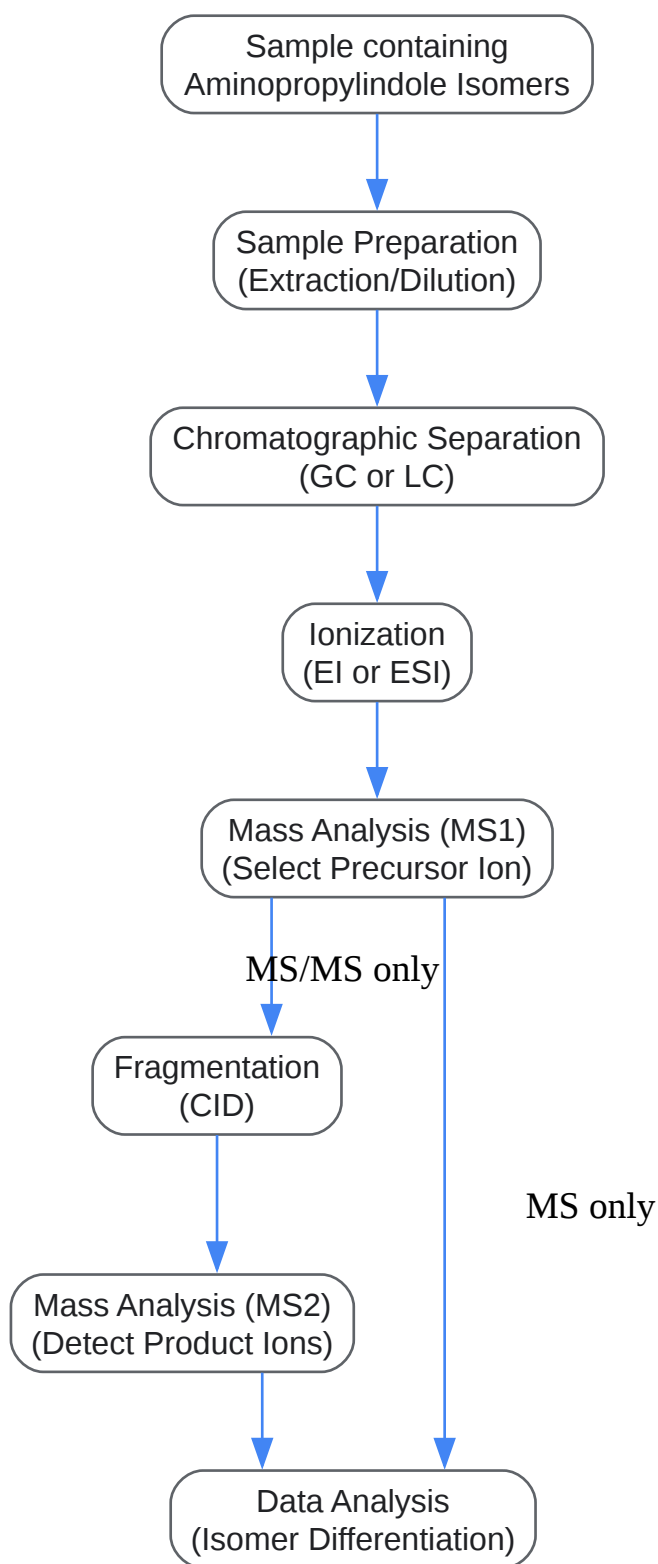 Sample containing
Aminopropylindole Isomers
Sample Preparation
(Extraction/Dilution)
Chromatographic Separation
(GC or LC)
Ionization
(EI or ESI)
Mass Analysis (MS1)
(Select Precursor Ion)
MS/MS only
Fragmentation
(CID)
MS only
Mass Analysis (MS2)
(Detect Product Ions)
Data Analysis
(Isomer Differentiation)